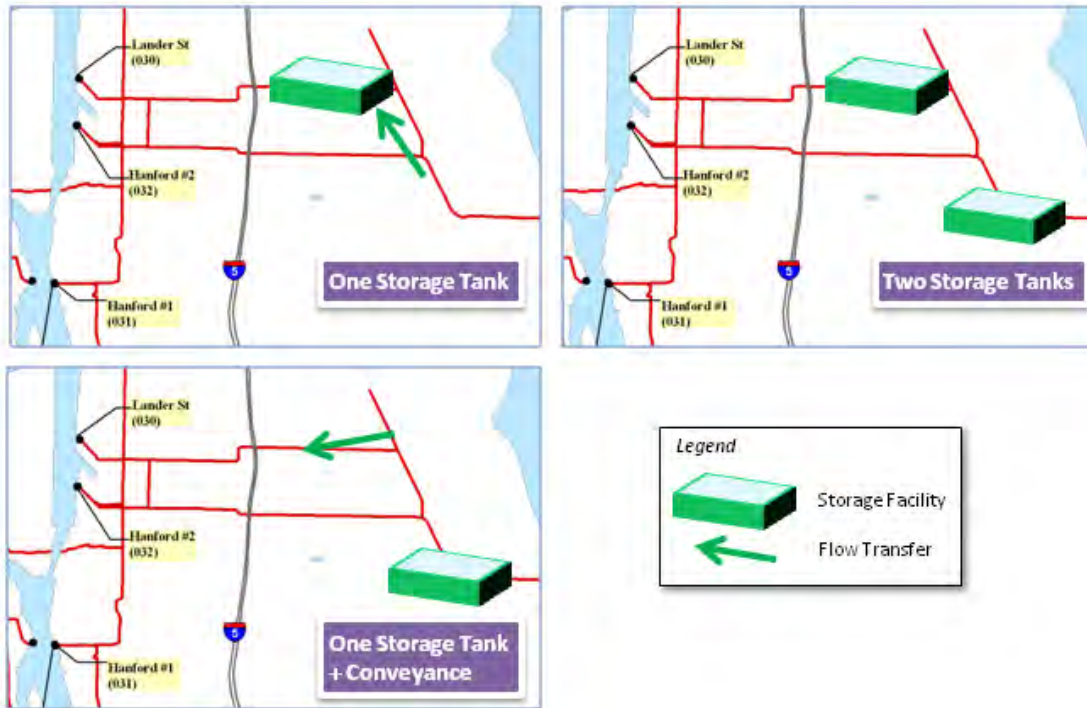 Lander St
(030)
Hanford #2
(032)
5
Hanford #1
(031)
One Storage Tank
Lander St
(030)
Hanford #2
(032)
5
Hanford #1
(031)
Two Storage Tanks
Lander St
(030)
Hanford #2
(032)
5
Hanford #1
(031)
One Storage Tank
+ Conveyance
Legend
Storage Facility
Flow Transfer